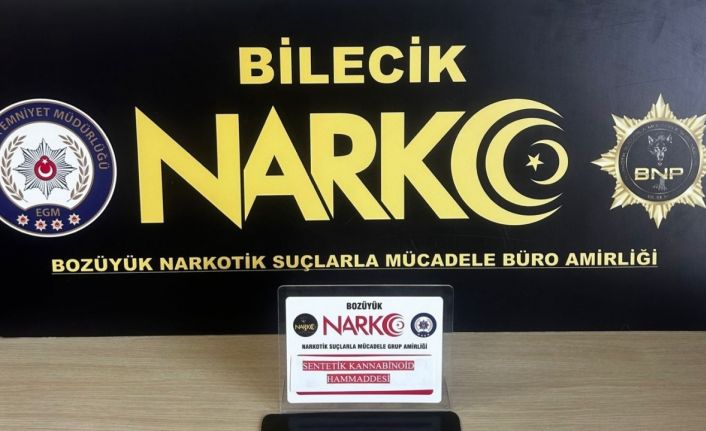 BİLECİK
NARKO
EMNİYET MÜDÜRLÜĞÜ
EGM
BNP
BOZÜYÜK NARKOTİK SUÇLARLA MÜCADELE BÜRO AMİRLİĞİ
BOZÜYÜK
NARKO
NARKO
NARKOTİK SUÇLARLA MÜCADELE GRUP AMİRLİĞİ
SENTETİK KANNABİNOİD
HAMMADDESİ